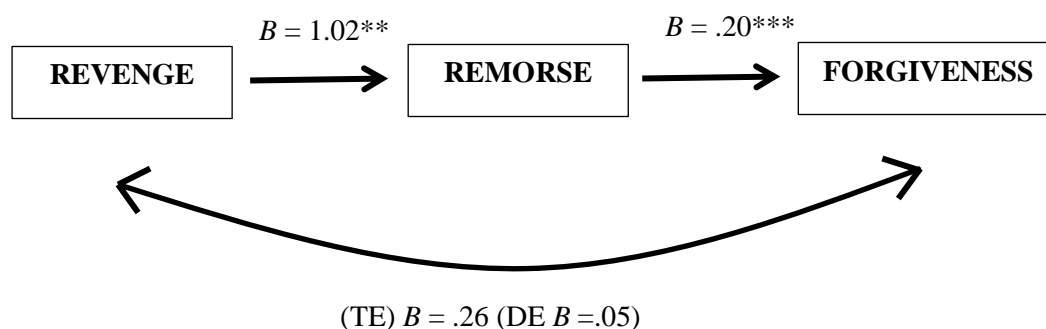 B = 1.02** B = .20***
REVENGE REMORSE FORGIVENESS
(TE) B = .26 (DE B =.05)